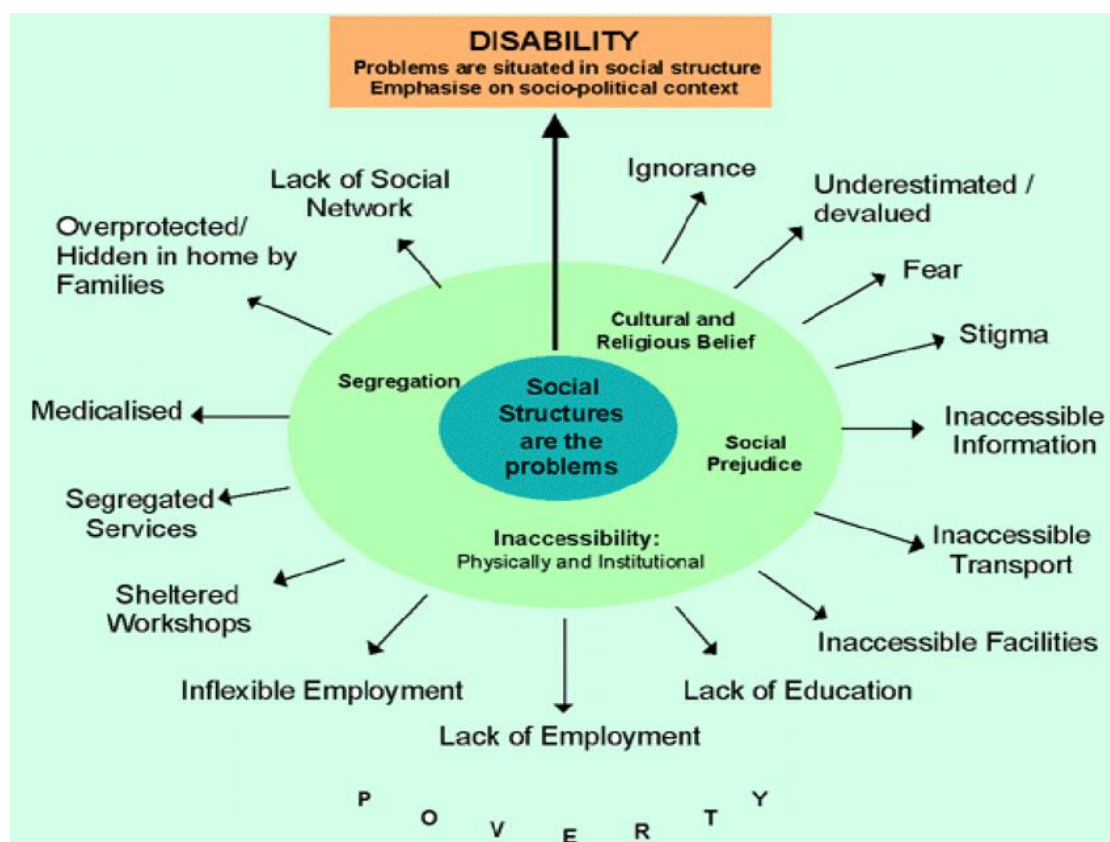 DISABILITY
Problems are situated in social structure
Emphasise on socio-political context
Lack of Social
Network
Ignorance
Underestimated /
devalued
Overprotected/
Hidden in home by
Families
Fear
Stigma
Cultural and
Religious Belief
Segregation
Social
Structures
are the
problems
Medicalised
Social
Prejudice
Inaccessible
Information
Segregated
Services
Inaccessibility:
Physically and Institutional
Inaccessible
Transport
Sheltered
Workshops
Inaccessible Facilities
Inflexible Employment
Lack of Education
Lack of Employment
P O V E R T Y